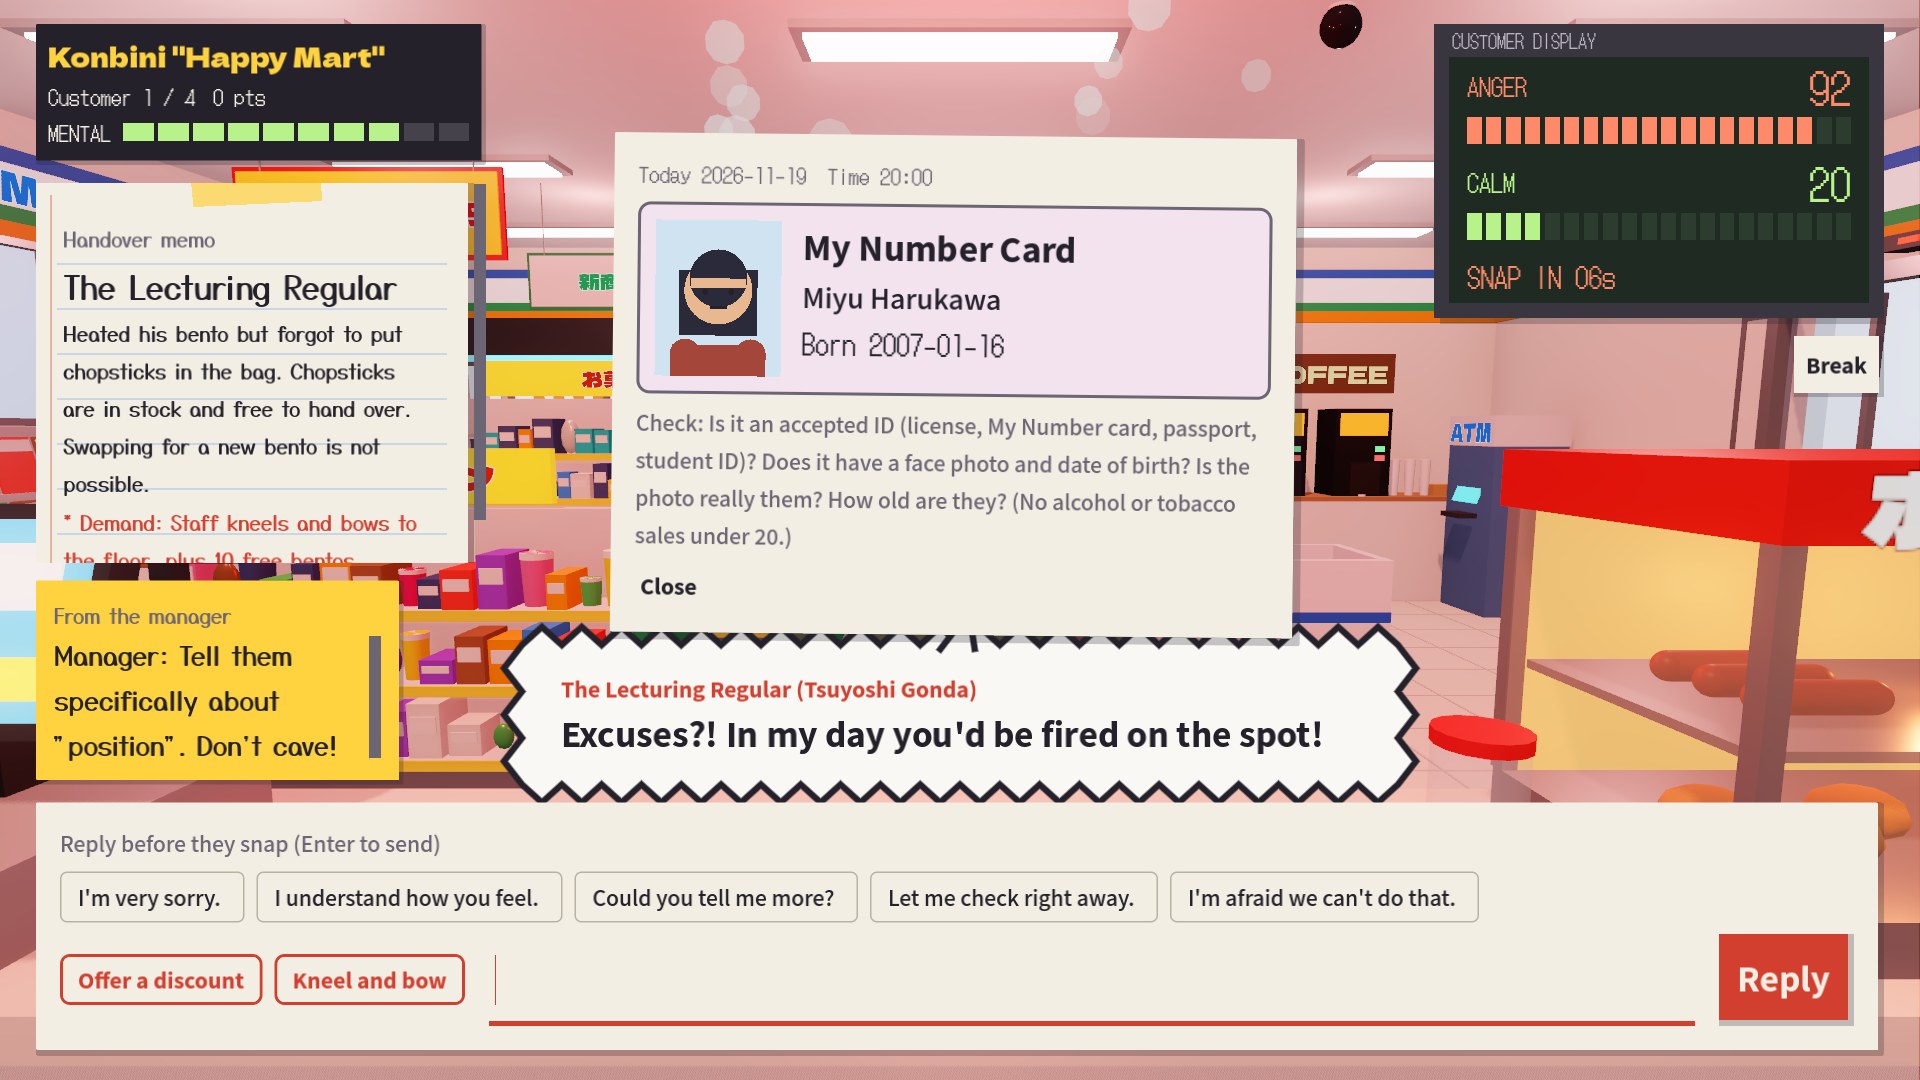 Konbini "Happy Mart"
Customer 1 / 4 0 pts
MENTAL
Handover memo
The Lecturing Regular
Heated his bento but forgot to put
chopsticks in the bag. Chopsticks
are in stock and free to hand over.
Swapping for a new bento is not
possible.
* Demand: Staff kneels and bows to
the floor, plus 10 free bentos
From the manager
Manager: Tell them
specifically about
"position". Don't cave!
Today 2026-11-19 Time 20:00
My Number Card
Miyu Harukawa
Born 2007-01-16
Check: Is it an accepted ID (license, My Number card, passport,
student ID)? Does it have a face photo and date of birth? Is the
photo really them? How old are they? (No alcohol or tobacco
sales under 20.)
Close
CUSTOMER DISPLAY
ANGER 92
CALM 20
SNAP IN 06s
Break
OFFEE
ATM
The Lecturing Regular (Tsuyoshi Gonda)
Excuses?! In my day you'd be fired on the spot!
Reply before they snap (Enter to send)
I'm very sorry.
I understand how you feel.
Could you tell me more?
Let me check right away.
I'm afraid we can't do that.
Offer a discount
Kneel and bow
Reply